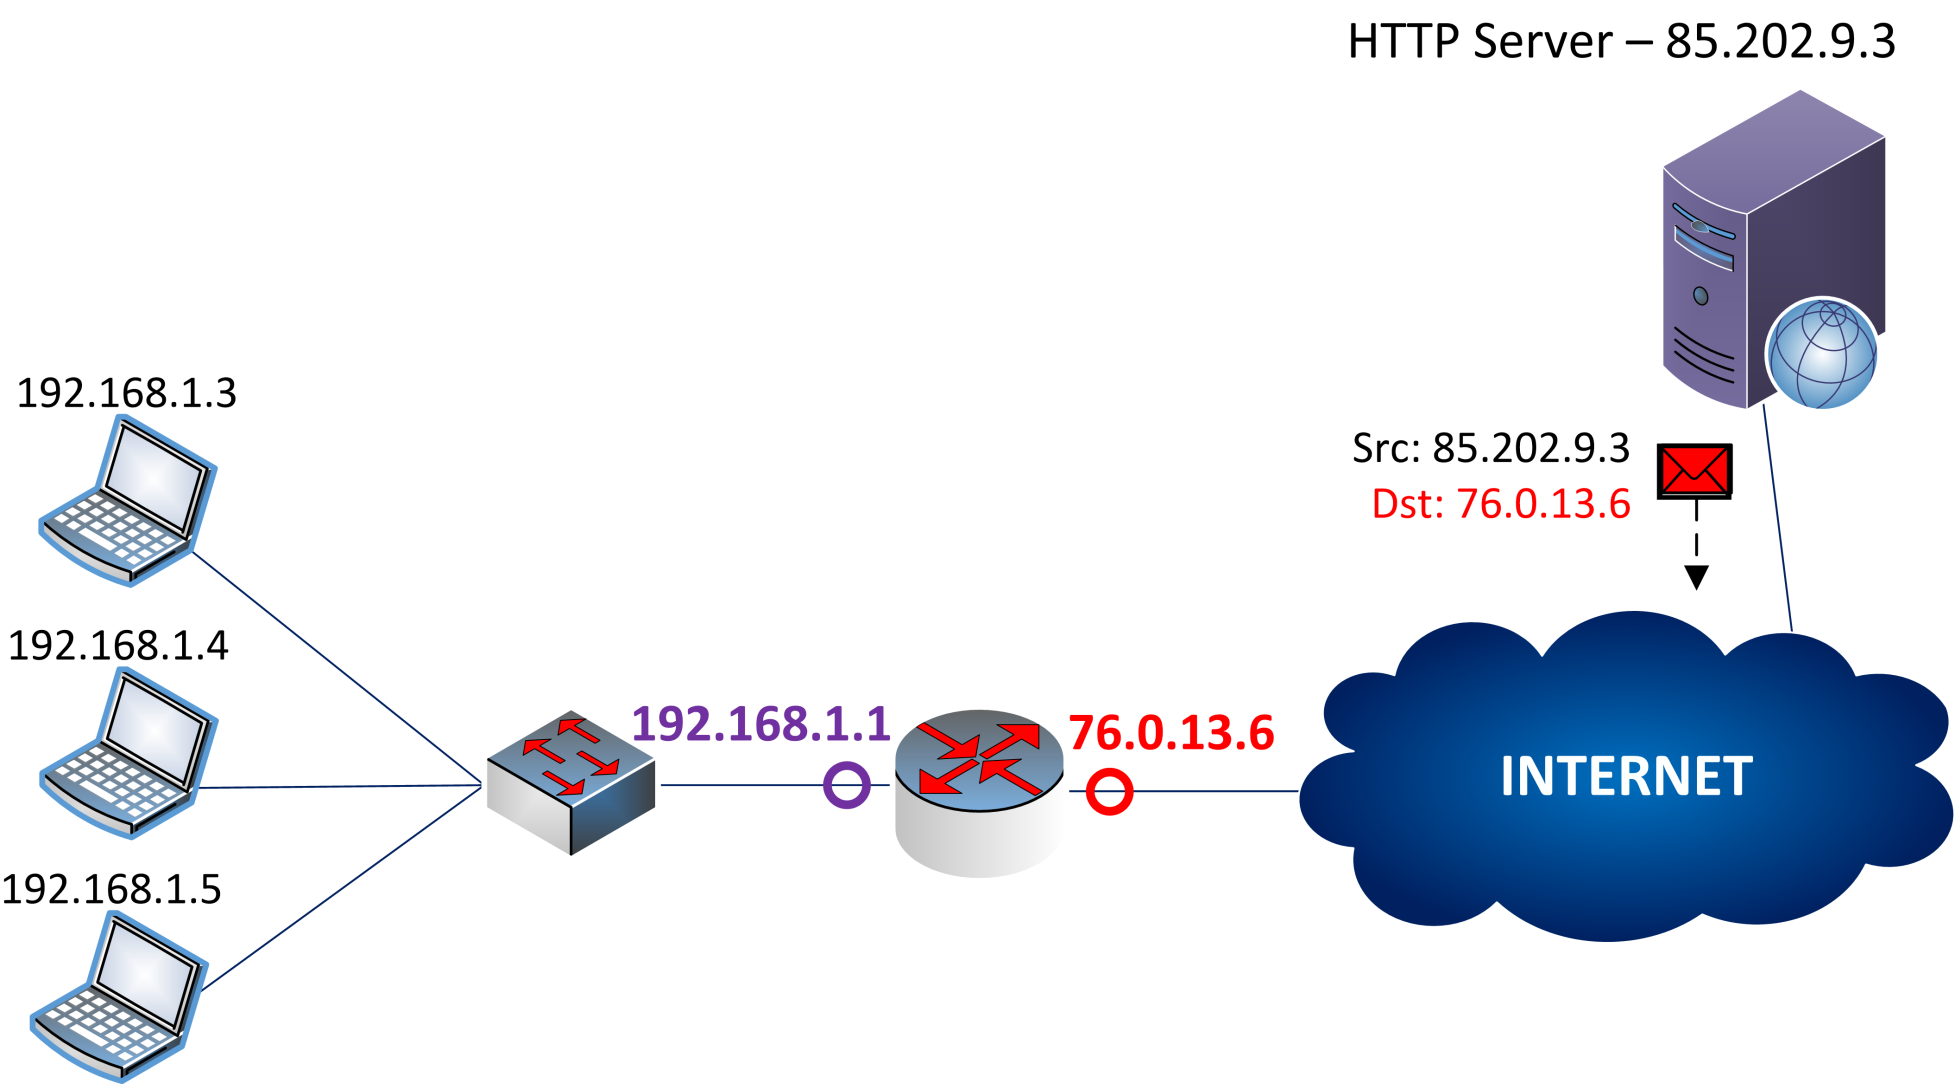 HTTP Server – 85.202.9.3
192.168.1.3
Src: 85.202.9.3
Dst: 76.0.13.6
192.168.1.4
192.168.1.1
76.0.13.6
INTERNET
192.168.1.5